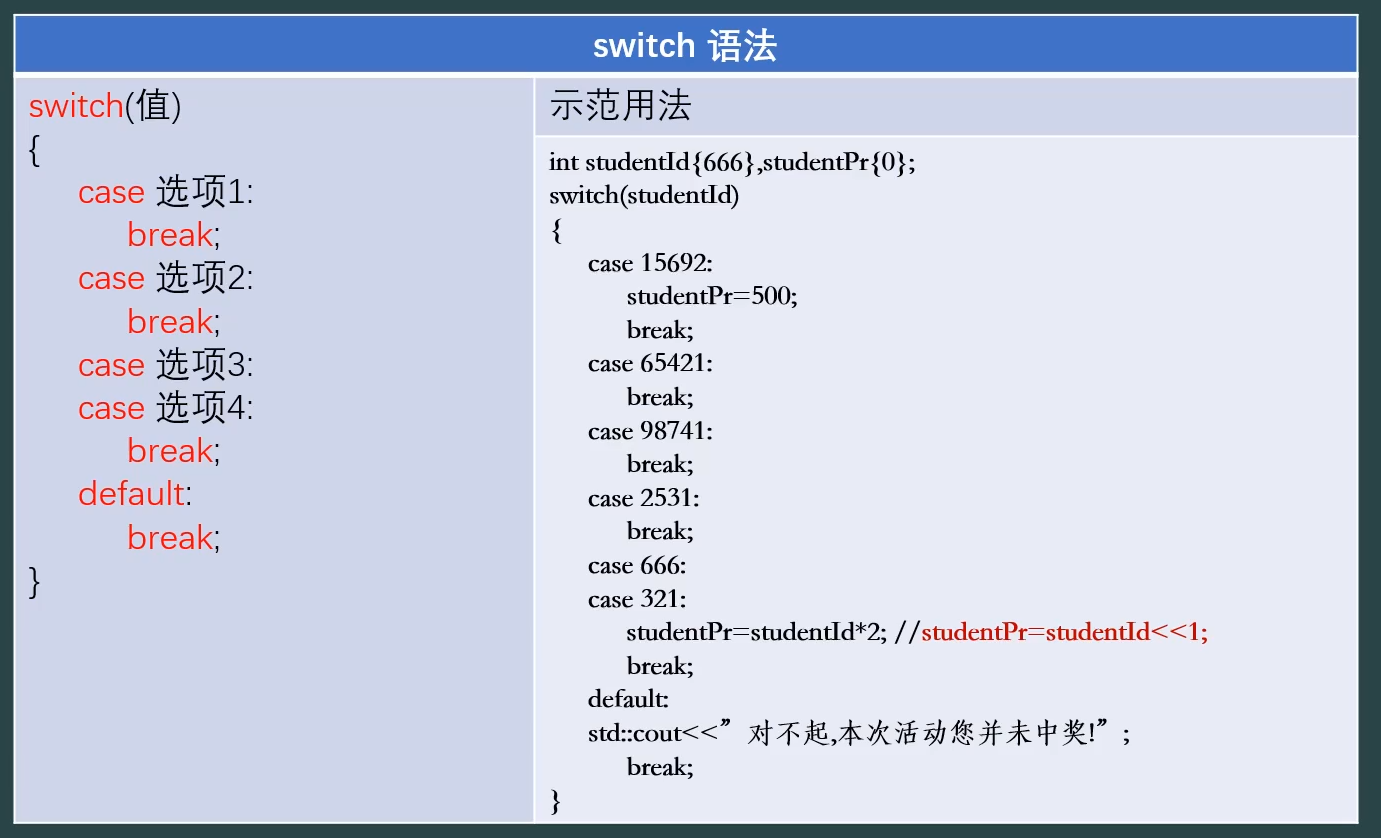 switch 语法
switch(值)
{
case 选项1:
break;
case 选项2:
break;
case 选项3:
case 选项4:
break;
default:
break;
}
示范用法
int studentId{666},studentPr{0};
switch(studentId)
{
case 15692:
studentPr=500;
break;
case 65421:
break;
case 98741:
break;
case 2531:
break;
case 666:
case 321:
studentPr=studentId*2; //studentPr=studentId<<1;
break;
default:
std::cout<<”对不起,本次活动您并未中奖!”;
break;
}